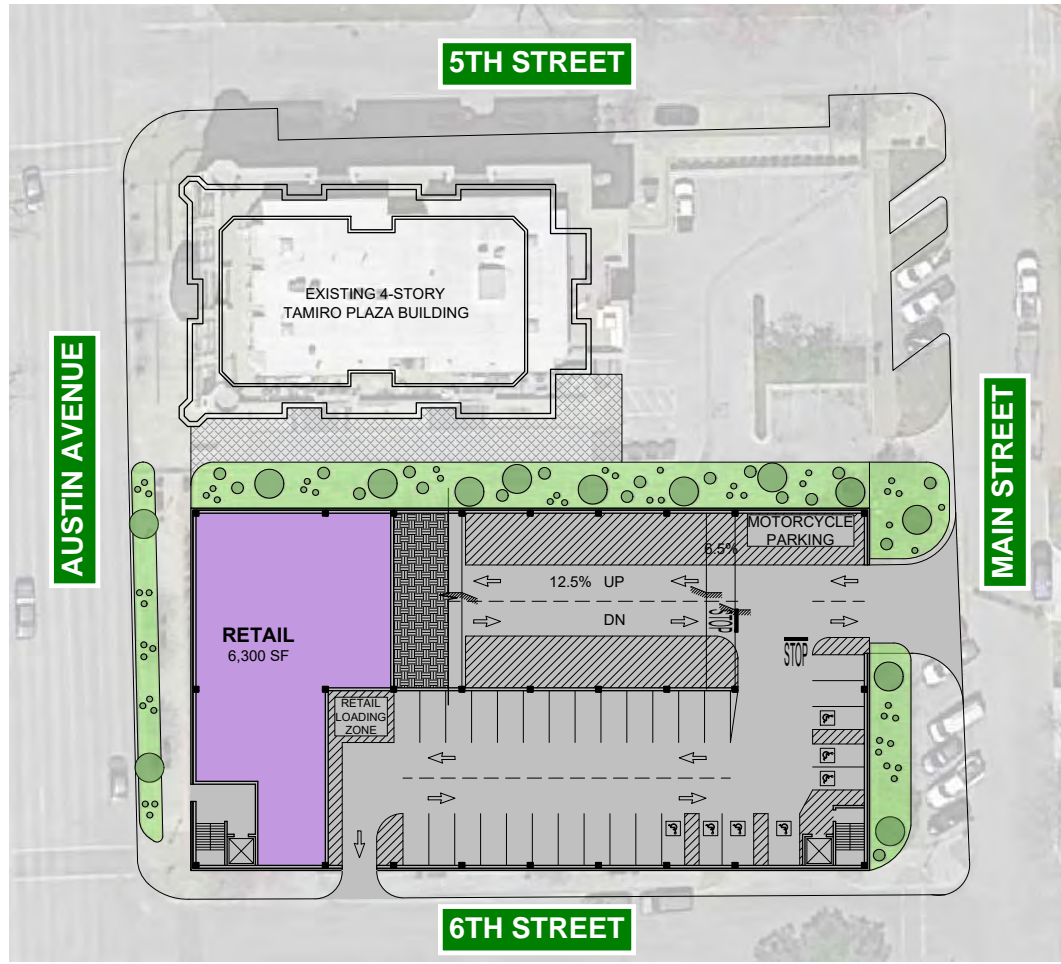 5TH STREET
EXISTING 4-STORY
TAMIRO PLAZA BUILDING
AUSTIN AVENUE
MAIN STREET
MOTORCYCLE
PARKING
6.5%
12.5% UP
DN
STOP
STOP
RETAIL
6,300 SF
RETAIL
LOADING
ZONE
6TH STREET